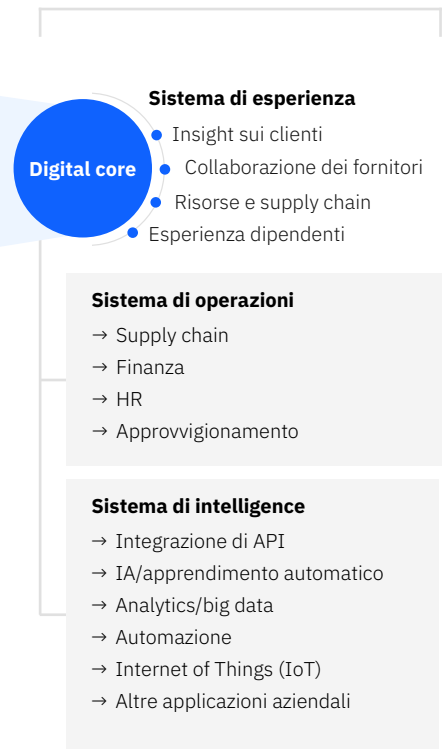 Sistema di esperienza
Insight sui clienti
Digital core
Collaborazione dei fornitori
Risorse e supply chain
Esperienza dipendenti
Sistema di operazioni
→ Supply chain
→ Finanza
→ HR
→ Approvvigionamento
Sistema di intelligence
→ Integrazione di API
→ IA/apprendimento automatico
→ Analytics/big data
→ Automazione
→ Internet of Things (IoT)
→ Altre applicazioni aziendali